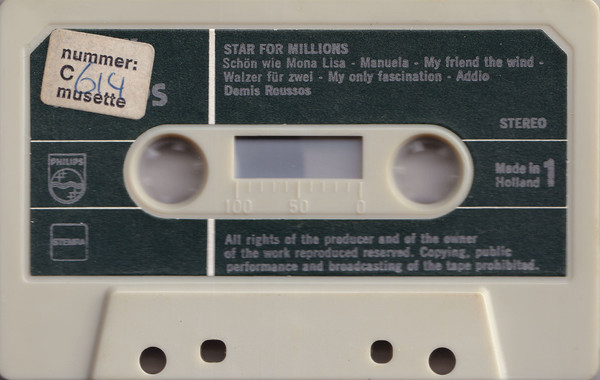 nummer:
C 614
musette
S
STAR FOR MILLIONS
Schön wie Mona Lisa - Manuela - My friend the wind -
Walzer für zwei - My only fascination - Addio
Demis Roussos
STEREO
PHILIPS
Made in
Holland 1
100 50 0
STEMRA
All rights of the producer and of the owner
of the work reproduced reserved. Copying, public
performance and broadcasting of the tape prohibited.